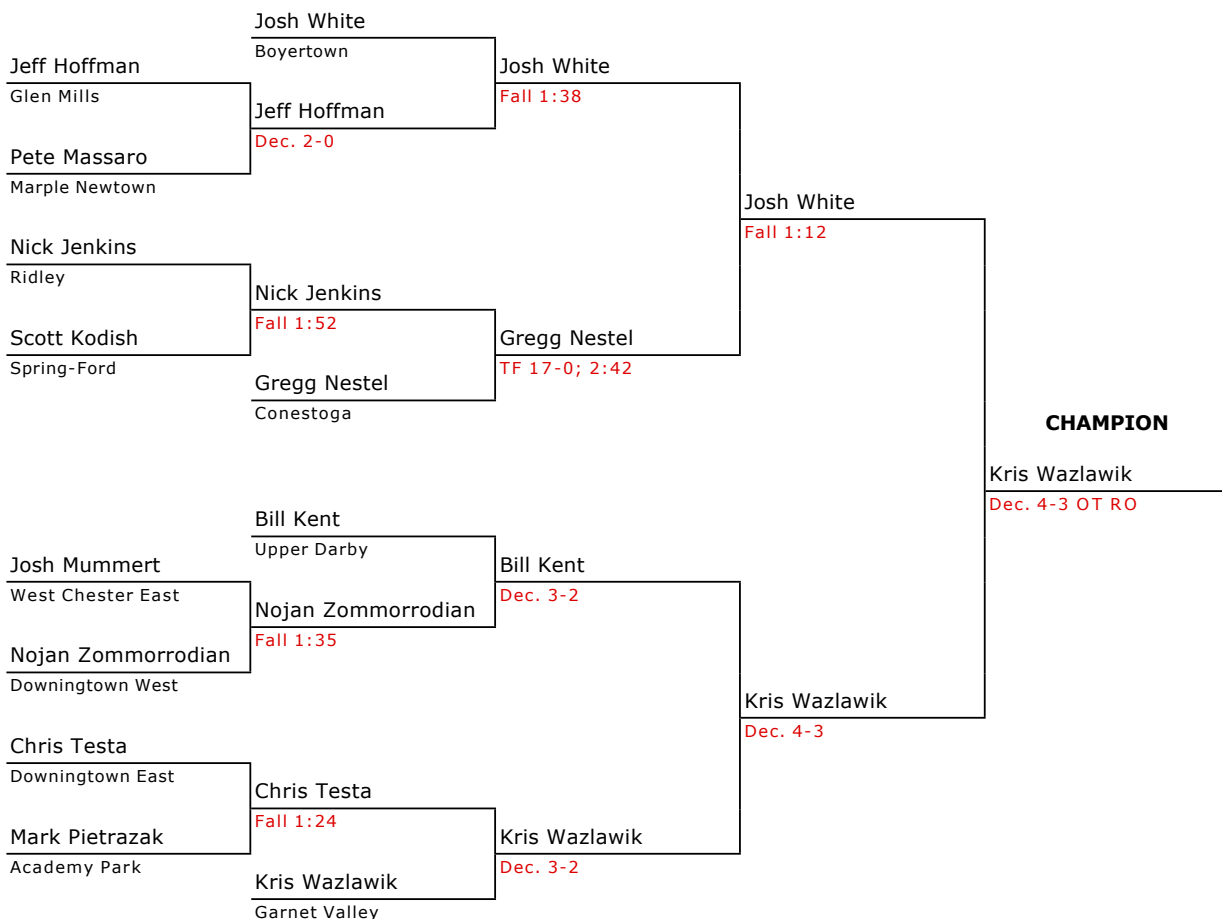 Josh White
Boyertown
Jeff Hoffman
Glen Mills
Josh White
Fall 1:38
Jeff Hoffman
Dec. 2-0
Pete Massaro
Marple Newtown
Josh White
Fall 1:12
Nick Jenkins
Ridley
Nick Jenkins
Fall 1:52
Scott Kodish
Spring-Ford
Gregg Nestel
TF 17-0; 2:42
Gregg Nestel
Conestoga
CHAMPION
Kris Wazlawik
Dec. 4-3 OT RO
Bill Kent
Upper Darby
Josh Mummert
West Chester East
Bill Kent
Dec. 3-2
Nojan Zommorrodian
Fall 1:35
Nojan Zommorrodian
Downingtown West
Kris Wazlawik
Dec. 4-3
Chris Testa
Downingtown East
Chris Testa
Fall 1:24
Mark Pietrazak
Academy Park
Kris Wazlawik
Dec. 3-2
Kris Wazlawik
Garnet Valley